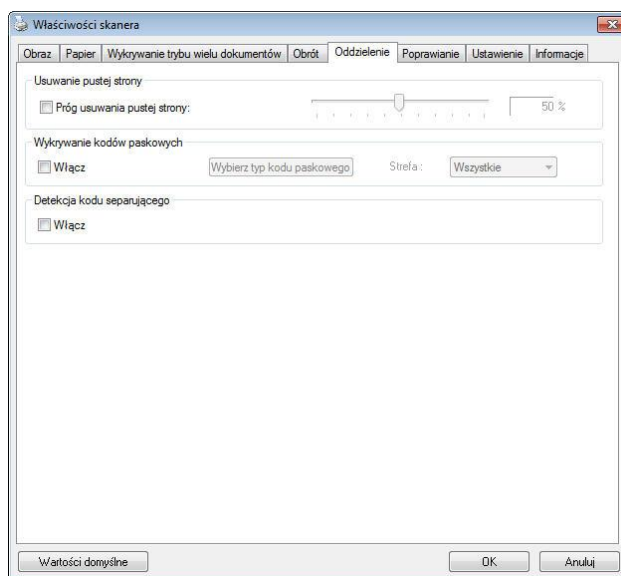 Właściwości skanera
Obraz Papier Wykrywanie trybu wielu dokumentów Obrót Oddzielenie Poprawianie Ustawienie Informacje
Usuwanie pustej strony
Próg usuwania pustej strony: 50 %
Wykrywanie kodów paskowych
Włącz Wybierz typ kodu paskowego Strefa : Wszystkie
Detekcja kodu separującego
Włącz
Wartości domyślne OK Anuluj